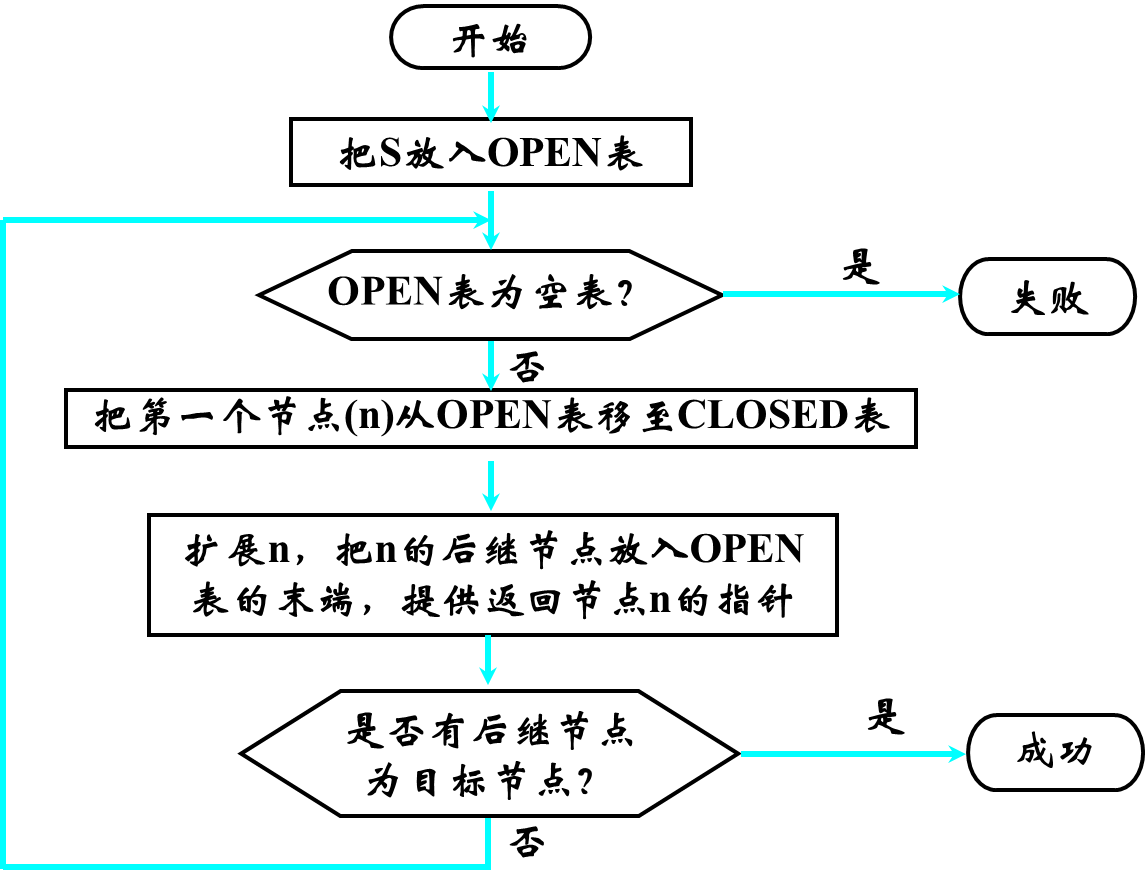 开始
把S放入OPEN表
OPEN表为空表？
是
失败
否
把第一个节点(n)从OPEN表移至CLOSED表
扩展n，把n的后继节点放入OPEN
表的末端，提供返回节点n的指针
是否有后继节点
为目标节点？
是
成功
否